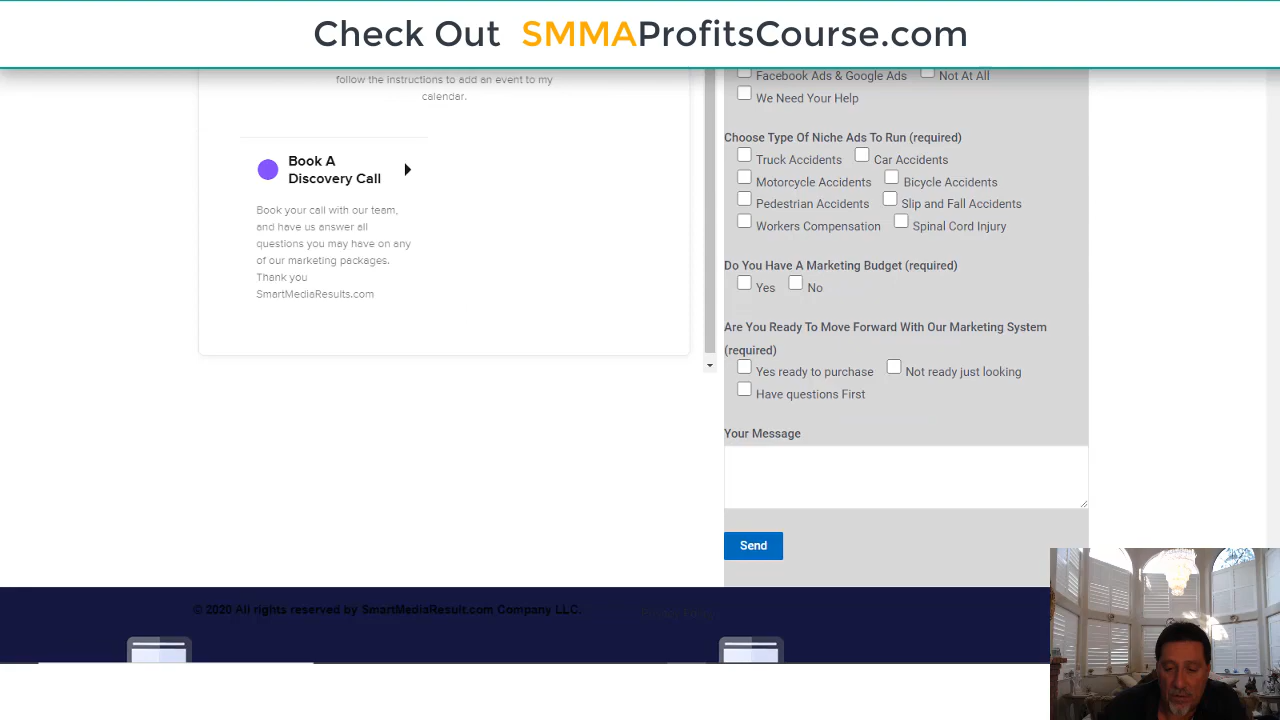 Check Out SMMAProfitsCourse.com
follow the instructions to add an event to my
calendar.
Book A
Discovery Call
Book your call with our team,
and have us answer all
questions you may have on any
of our marketing packages.
Thank you
SmartMediaResults.com
Facebook Ads & Google Ads Not At All
We Need Your Help
Choose Type Of Niche Ads To Run (required)
Truck Accidents Car Accidents
Motorcycle Accidents Bicycle Accidents
Pedestrian Accidents Slip and Fall Accidents
Workers Compensation Spinal Cord Injury
Do You Have A Marketing Budget (required)
Yes No
Are You Ready To Move Forward With Our Marketing System
(required)
Yes ready to purchase Not ready just looking
Have questions First
Your Message
Send
© 2020 All rights reserved by SmartMediaResult.com Company LLC.